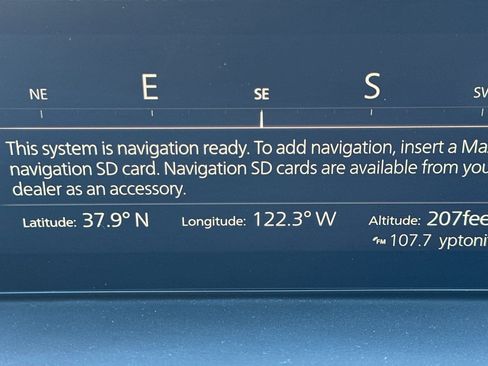 NE E SE S SW
This system is navigation ready. To add navigation, insert a Ma
navigation SD card. Navigation SD cards are available from you
dealer as an accessory.
Latitude: 37.9° N Longitude: 122.3° W Altitude: 207fee
FM 107.7 yptoni